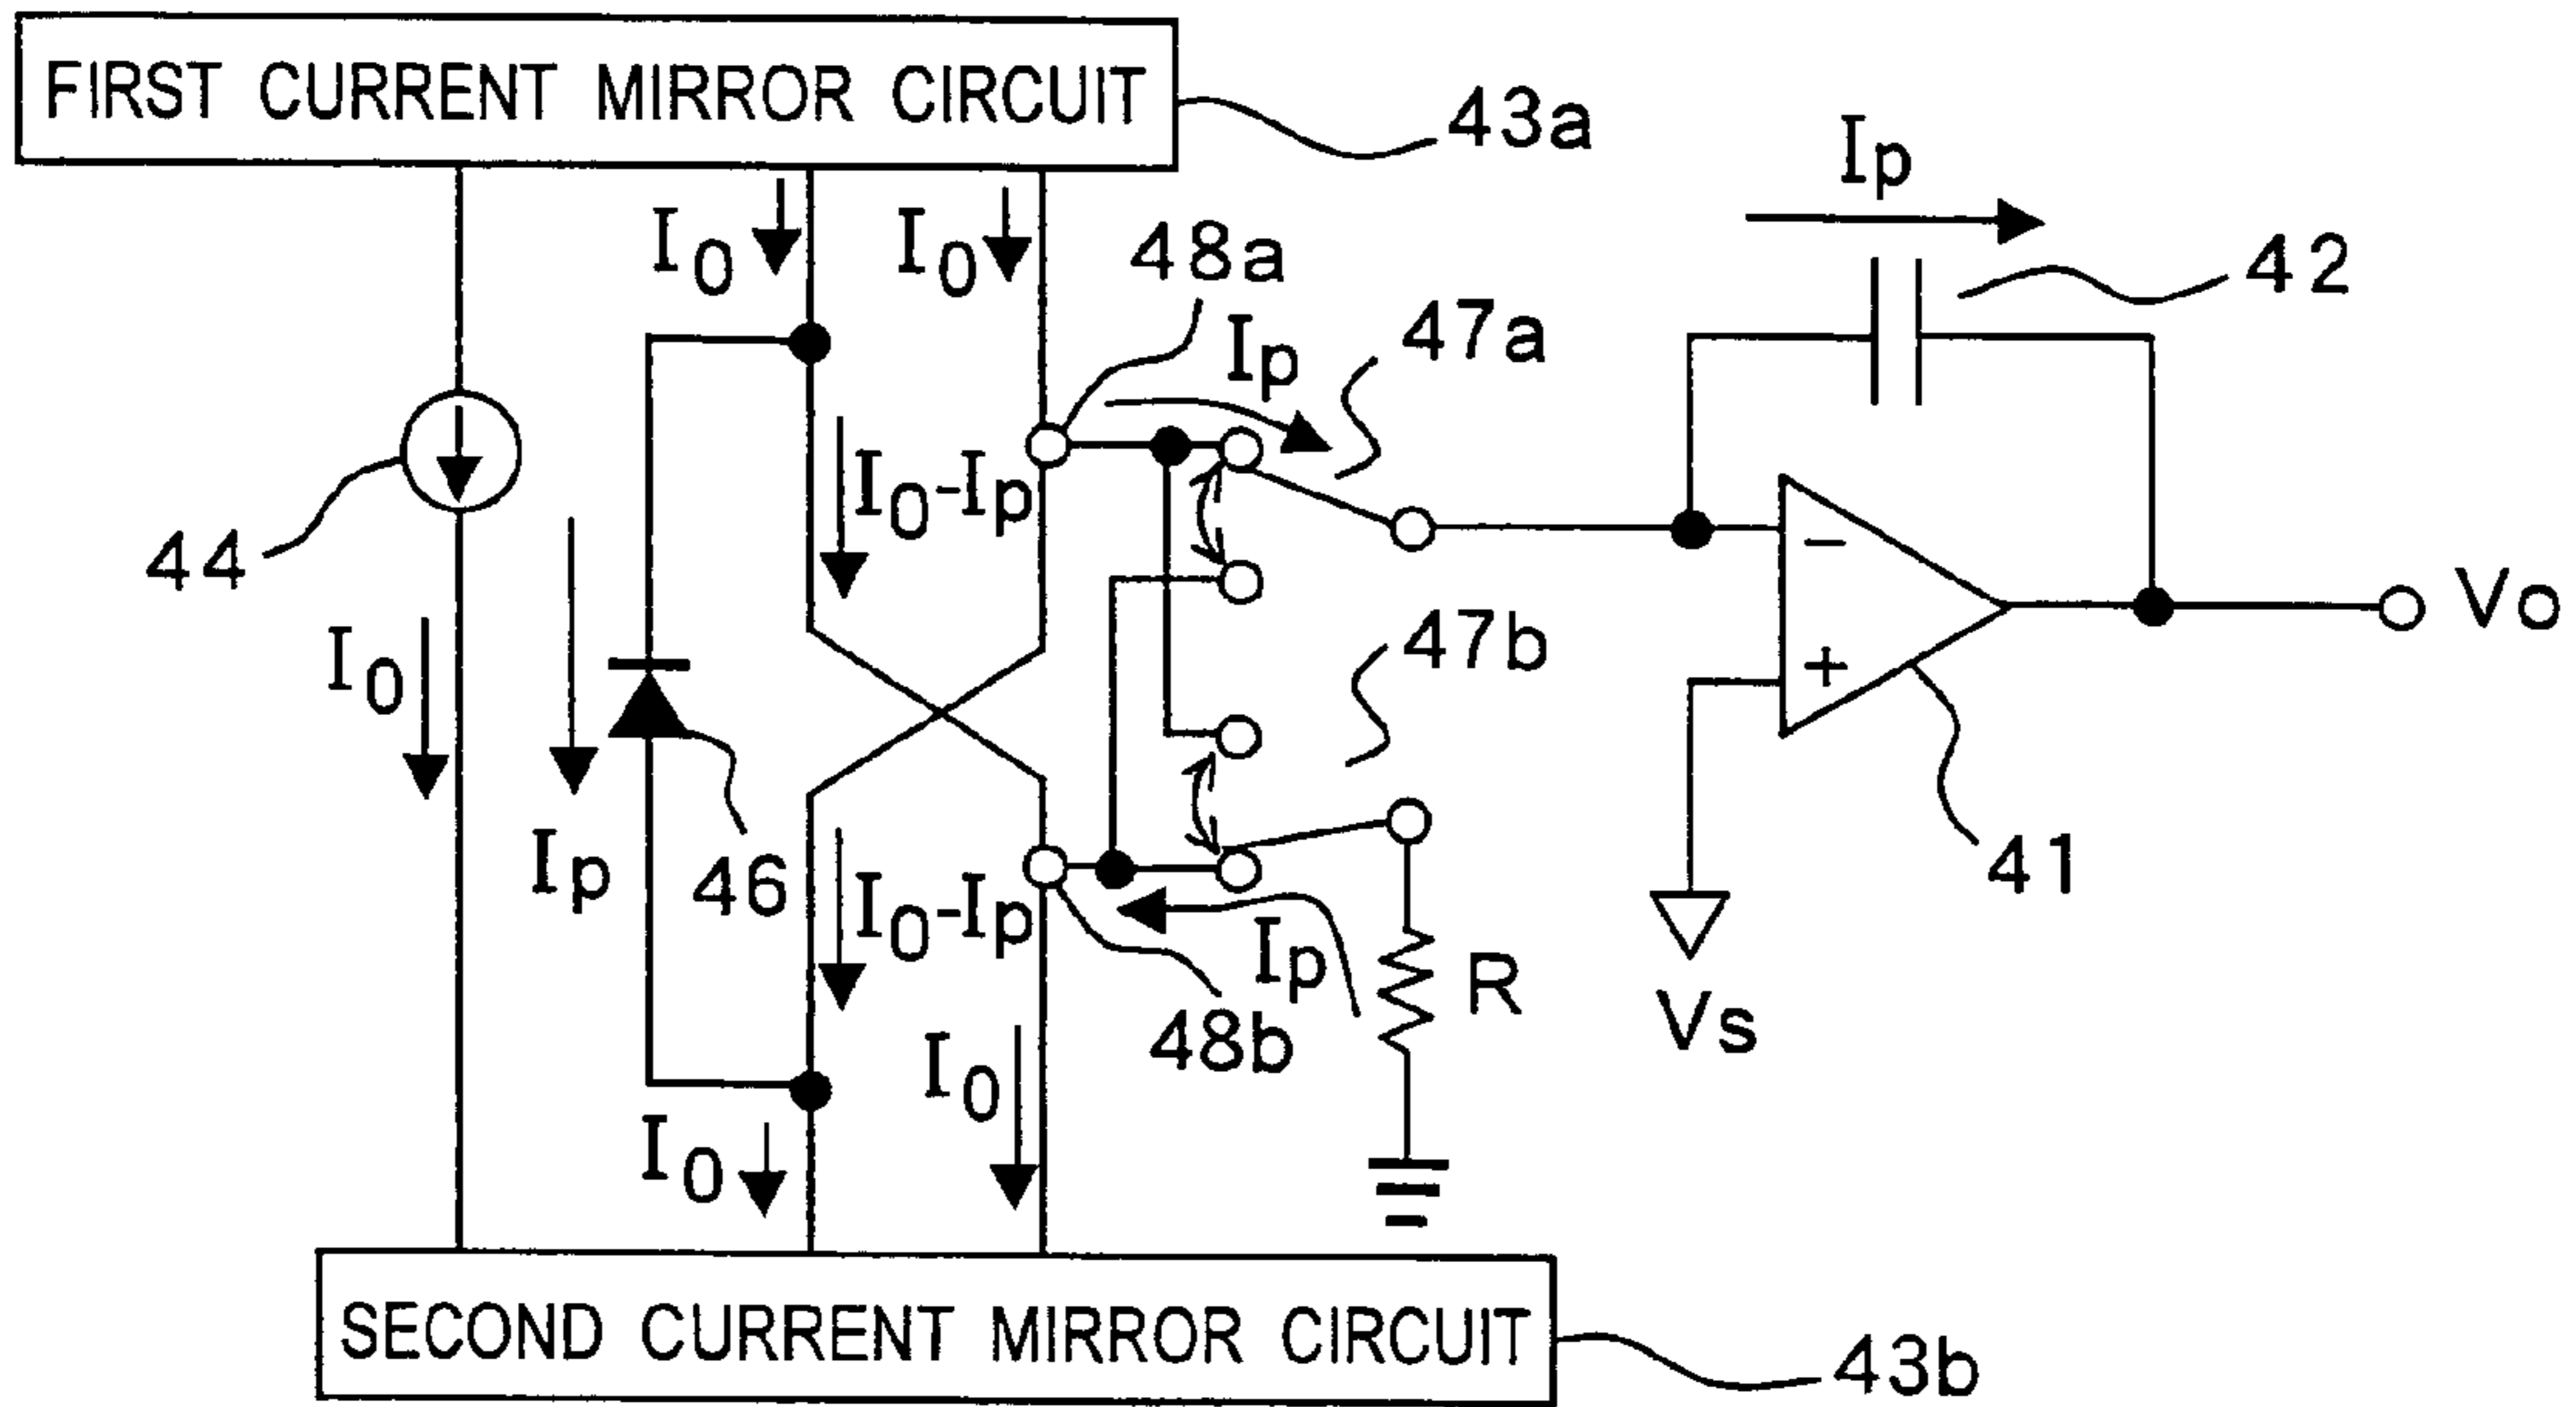 FIRST CURRENT MIRROR CIRCUIT
43a
Ip
I0
I0
48a
42
47a
Ip
I0-Ip
44
−
+
Vo
47b
I0
41
Ip
46
I0-Ip
Ip
R
Vs
48b
I0
I0
SECOND CURRENT MIRROR CIRCUIT
43b